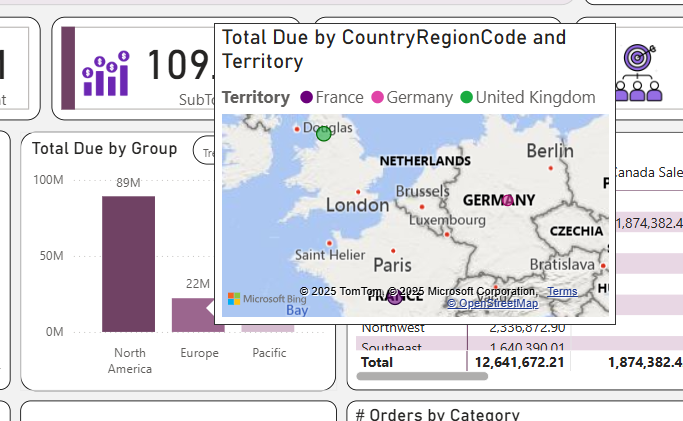 Total Due by CountryRegionCode and
Territory
Territory France Germany United Kingdom
Douglas
NETHERLANDS
Berlin
London
Brussels
GERMANY
Luxembourg
CZECHIA
Saint Helier
Paris
Bratislava
© 2025 TomTom, © 2025 Microsoft Corporation, Terms
© OpenStreetMap
Microsoft Bing
FRANCE
Bay
109.
SubTo
Total Due by Group
100M
50M
0M
89M
22M
North
America
Europe
Pacific
Canada Sale
1,874,382.4
Northwest 2,336,872.90
Southeast 1,640,390.01
Total 12,641,672.21 1,874,382.4
# Orders by Category